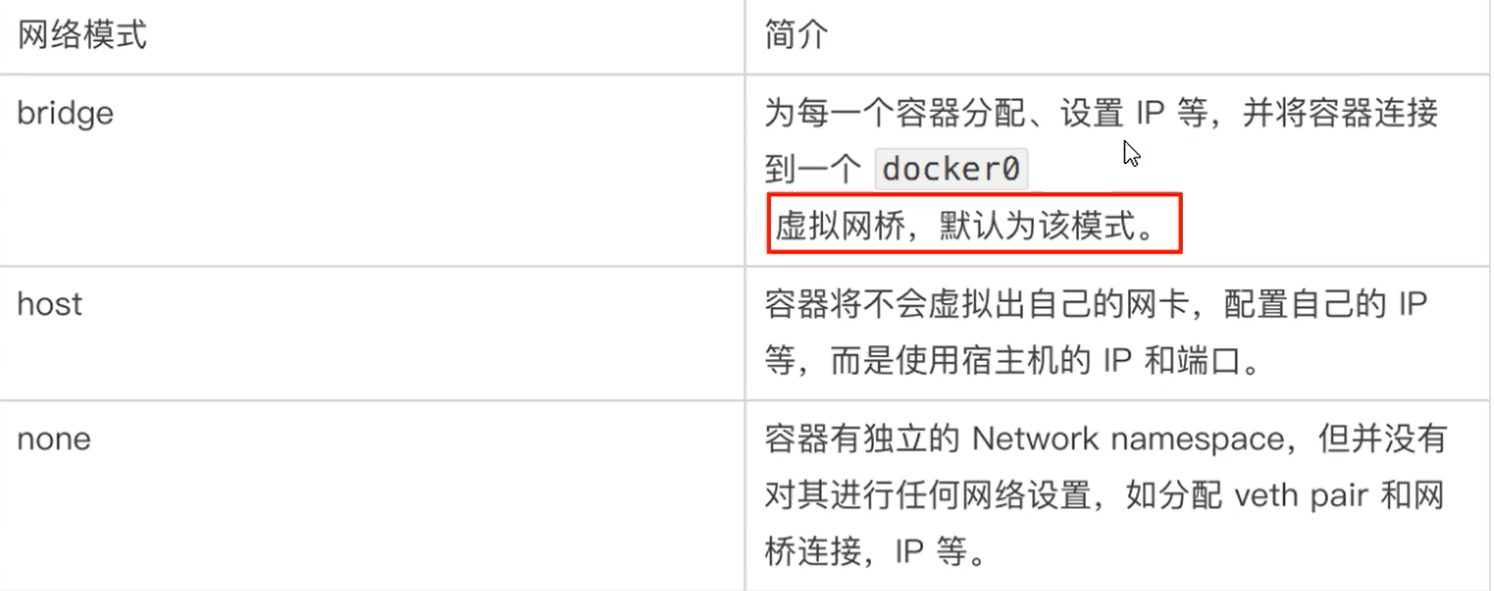 网络模式
简介
bridge
为每一个容器分配、设置 IP 等，并将容器连接
到一个 docker0
虚拟网桥，默认为该模式。
host
容器将不会虚拟出自己的网卡，配置自己的 IP
等，而是使用宿主机的 IP 和端口。
none
容器有独立的 Network namespace，但并没有
对其进行任何网络设置，如分配 veth pair 和网
桥连接，IP 等。